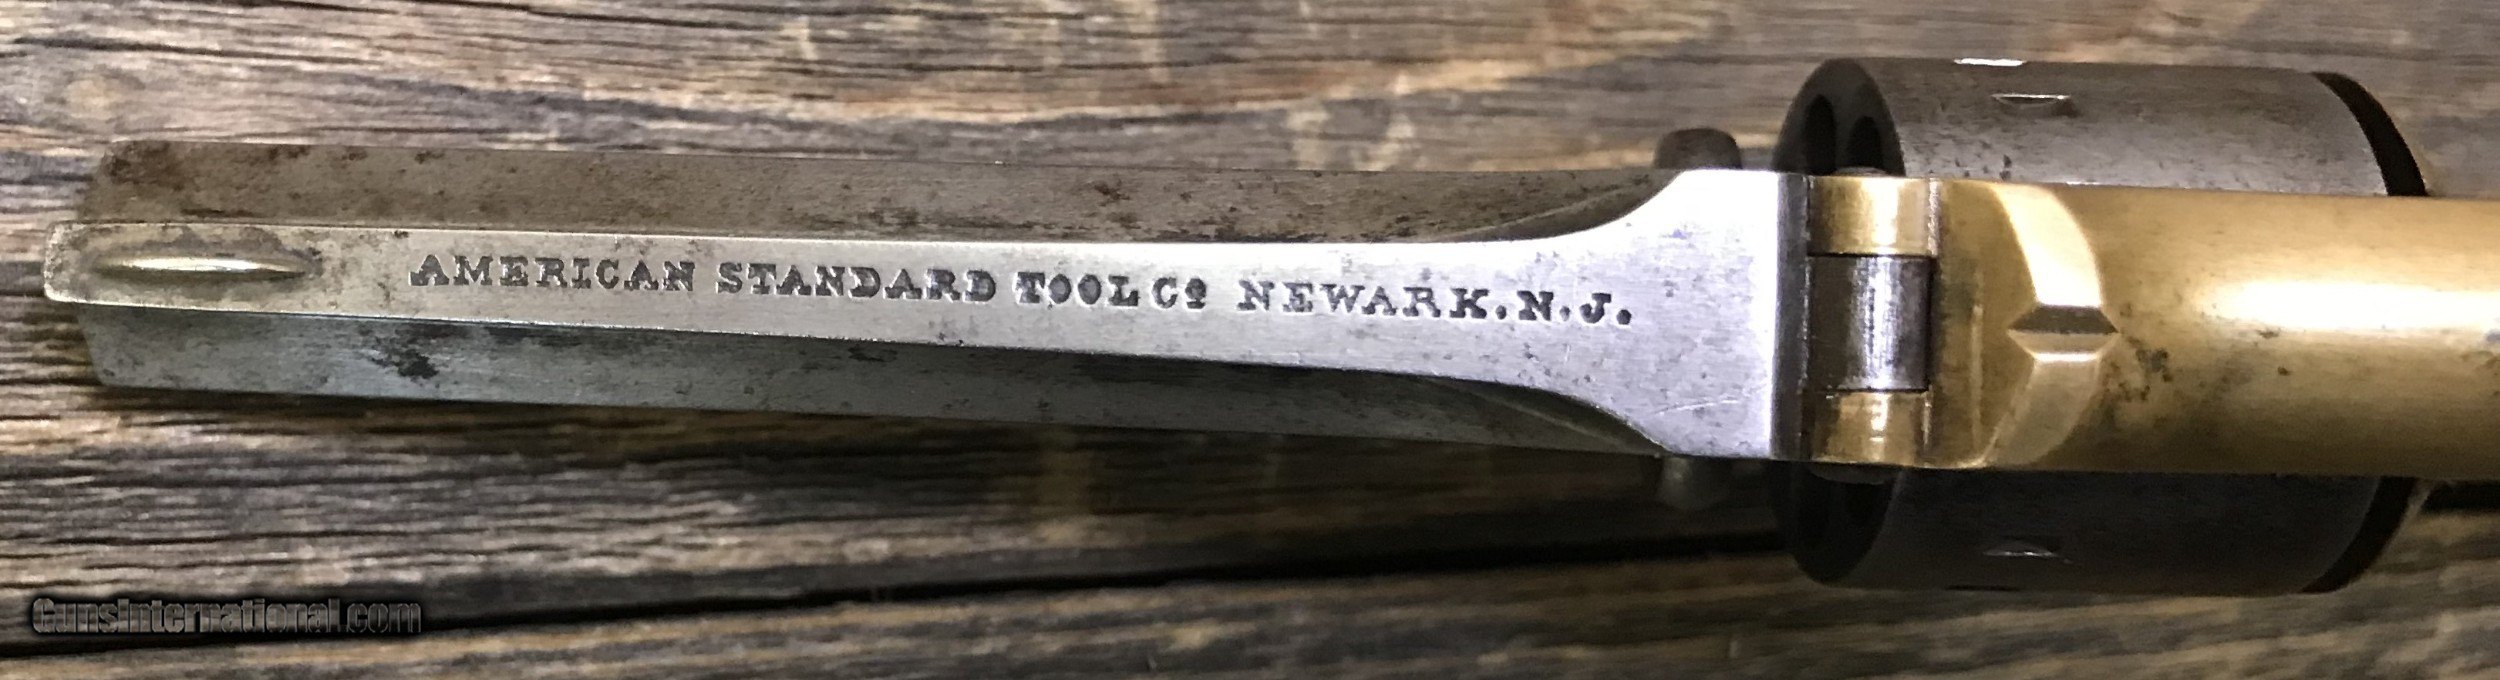 AMERICAN STANDARD TOOL Cº NEWARK. N. J.
GunsInternational.com